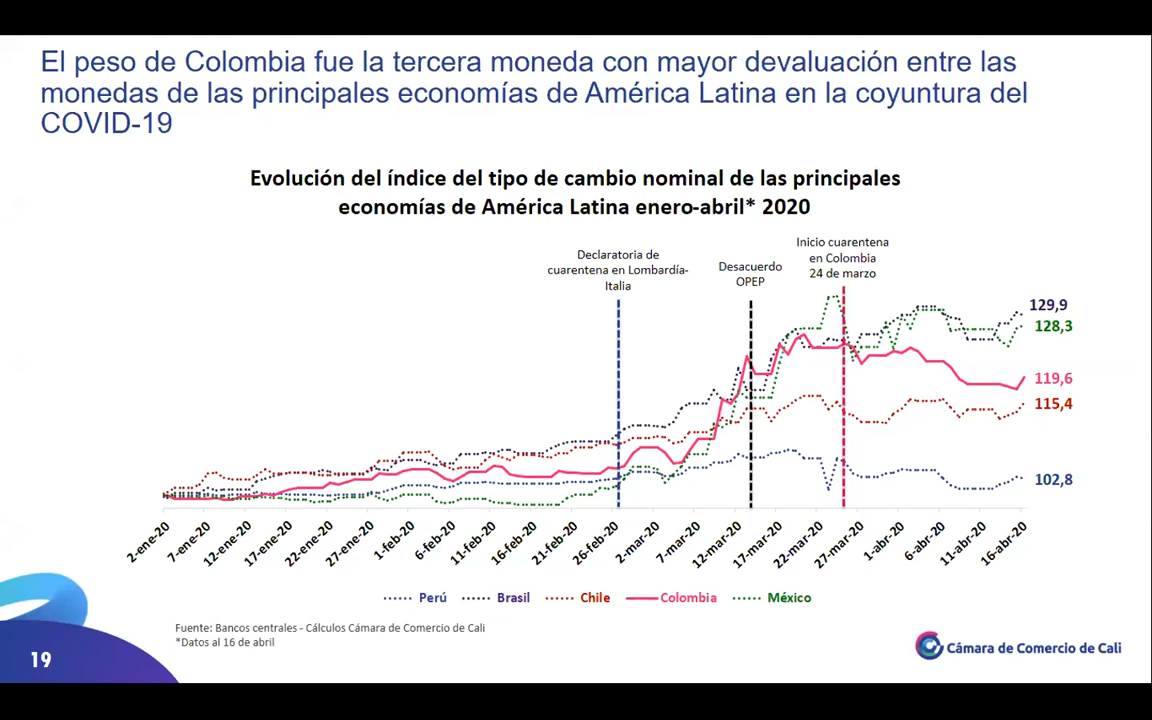 El peso de Colombia fue la tercera moneda con mayor devaluación entre las
monedas de las principales economías de América Latina en la coyuntura del
COVID-19
Evolución del índice del tipo de cambio nominal de las principales
economías de América Latina enero-abril* 2020
Declaratoria de
cuarentena en Lombardía-
Italia
Desacuerdo
OPEP
Inicio cuarentena
en Colombia
24 de marzo
129,9
128,3
119,6
115,4
102,8
2-ene-20
7-ene-20
12-ene-20
17-ene-20
22-ene-20
27-ene-20
1-feb-20
6-feb-20
11-feb-20
16-feb-20
21-feb-20
26-feb-20
2-mar-20
7-mar-20
12-mar-20
17-mar-20
22-mar-20
27-mar-20
1-abr-20
6-abr-20
11-abr-20
16-abr-20
Perú Brasil Chile Colombia México
Fuente: Bancos centrales - Cálculos Cámara de Comercio de Cali
*Datos al 16 de abril
19
Cámara de Comercio de Cali